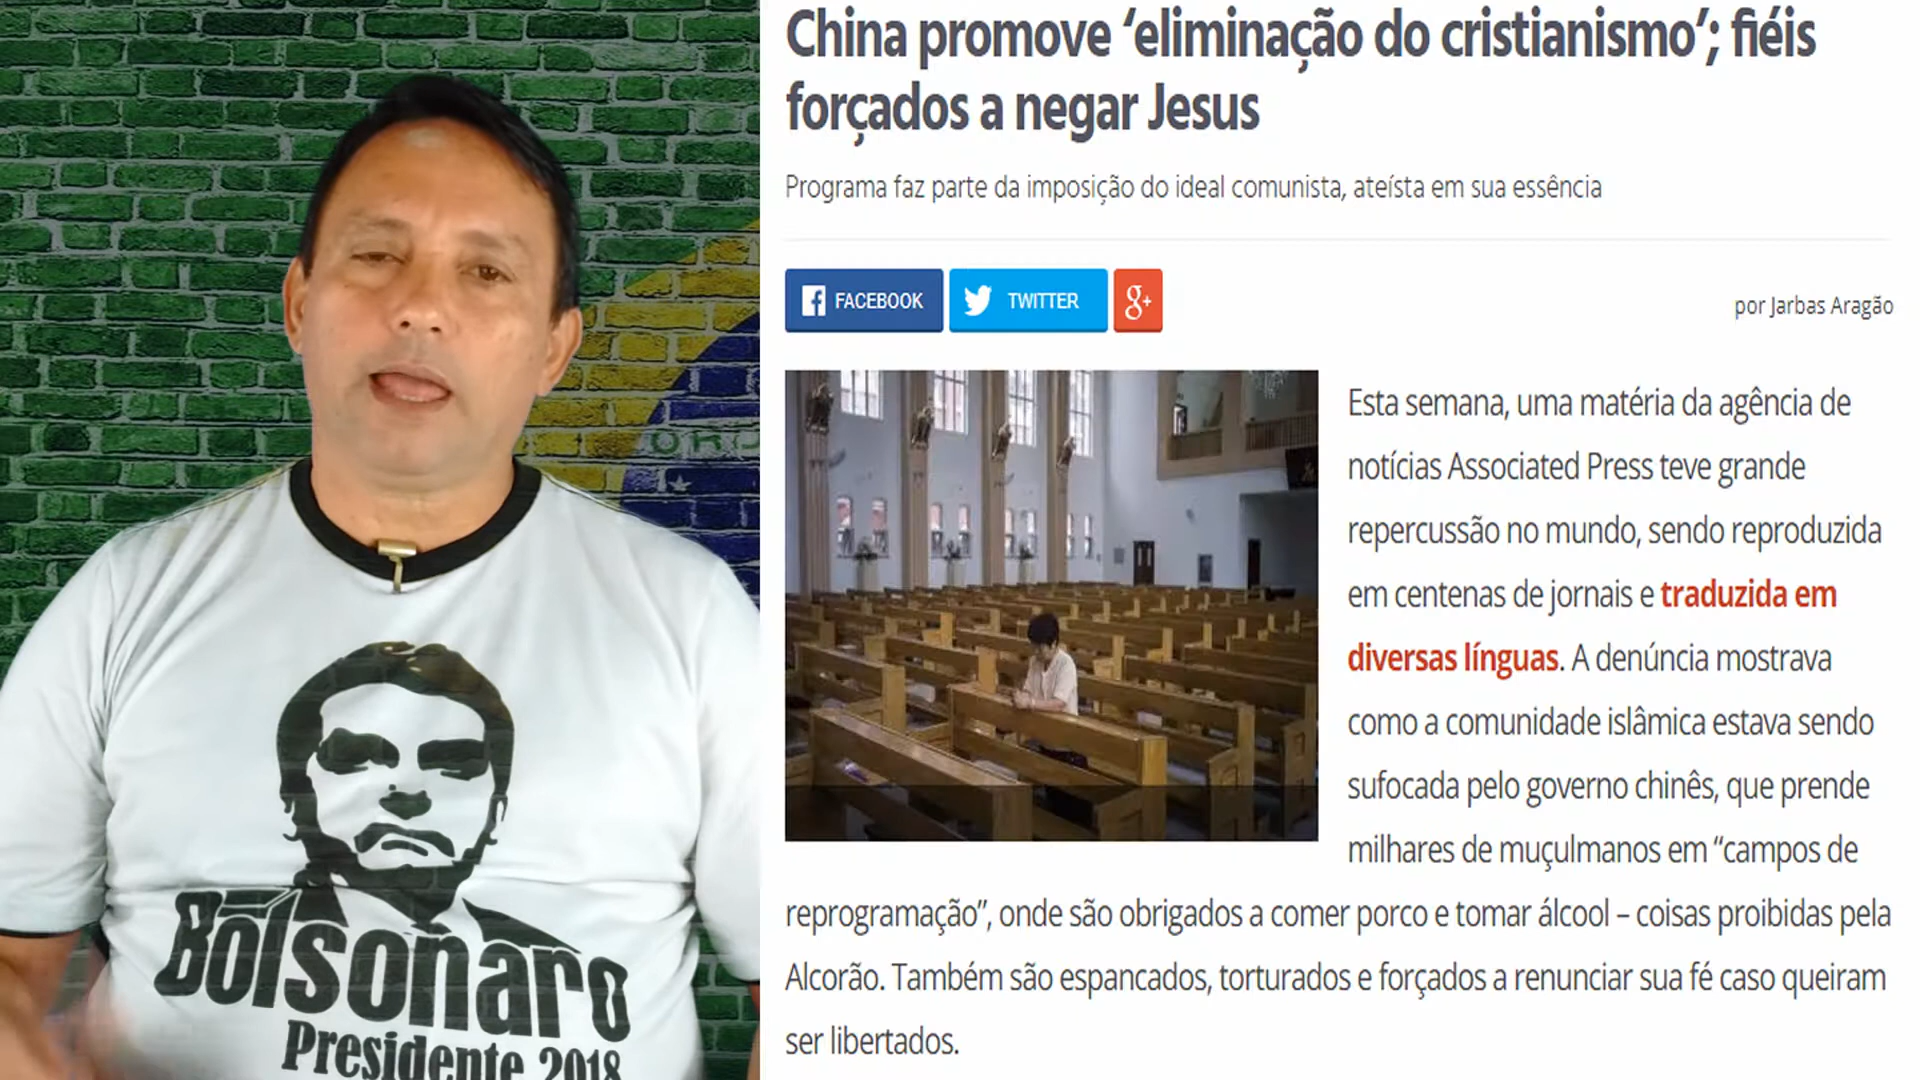 China promove ‘eliminação do cristianismo’; fiéis
forçados a negar Jesus
Programa faz parte da imposição do ideal comunista, ateísta em sua essência
FACEBOOK
TWITTER
g+
por Jarbas Aragão
Esta semana, uma matéria da agência de
notícias Associated Press teve grande
repercussão no mundo, sendo reproduzida
em centenas de jornais e traduzida em
diversas línguas. A denúncia mostrava
como a comunidade islâmica estava sendo
sufocada pelo governo chinês, que prende
milhares de muçulmanos em “campos de
reprogramação”, onde são obrigados a comer porco e tomar álcool – coisas proibidas pela
Alcorão. Também são espancados, torturados e forçados a renunciar sua fé caso queiram
ser libertados.
ORD
Bolsonaro
Presidente 2018